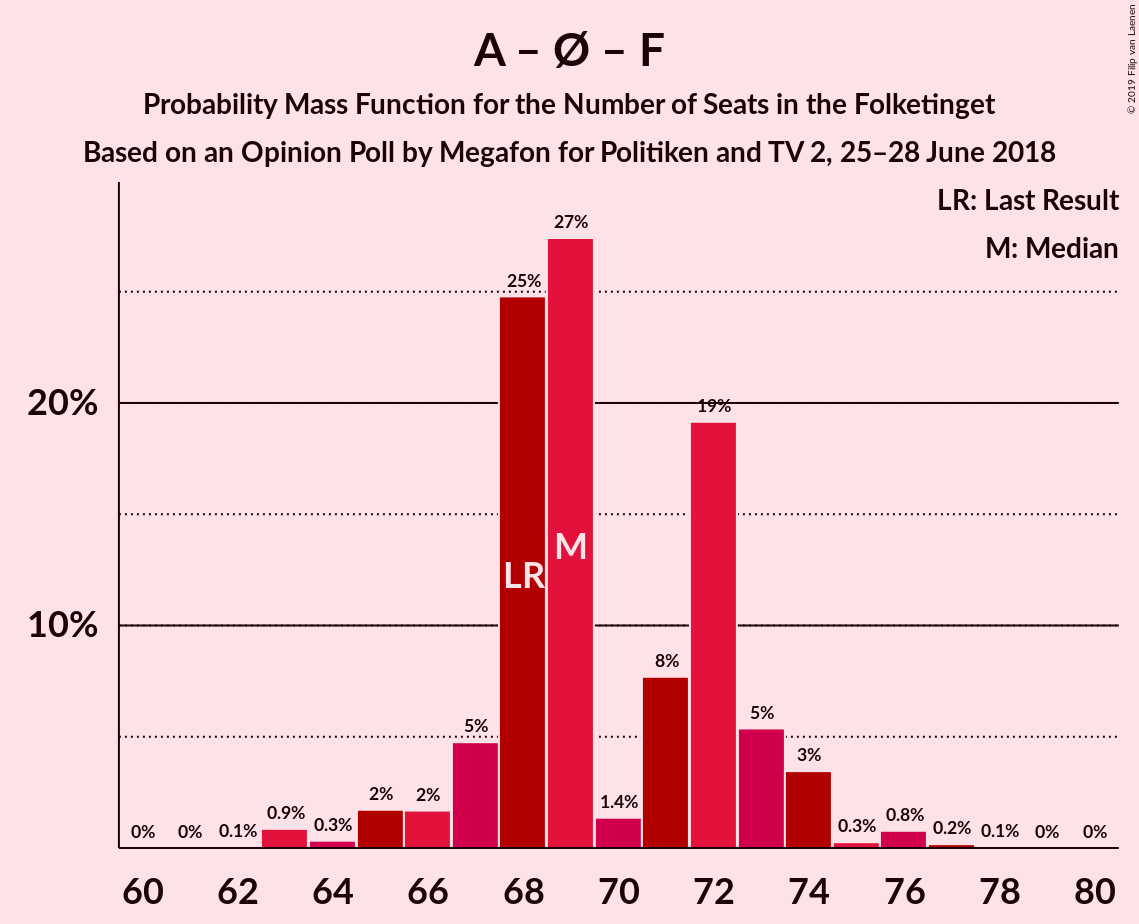 A – Ø – F
Probability Mass Function for the Number of Seats in the Folketinget
Based on an Opinion Poll by Megafon for Politiken and TV 2, 25–28 June 2018
© 2019 Filip van Laenen
LR: Last Result
M: Median
27%
25%
20%
19%
M
LR
10%
8%
5%
5%
3%
2%
2%
1.4%
0.9%
0.3%
0.3%
0.8%
0%
0%
0.1%
0.2%
0.1%
0%
0%
60 62 64 66 68 70 72 74 76 78 80